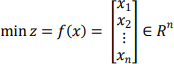 min z = f(x) = [x₁ x₂ ⋮ xₙ] ∈ Rⁿ